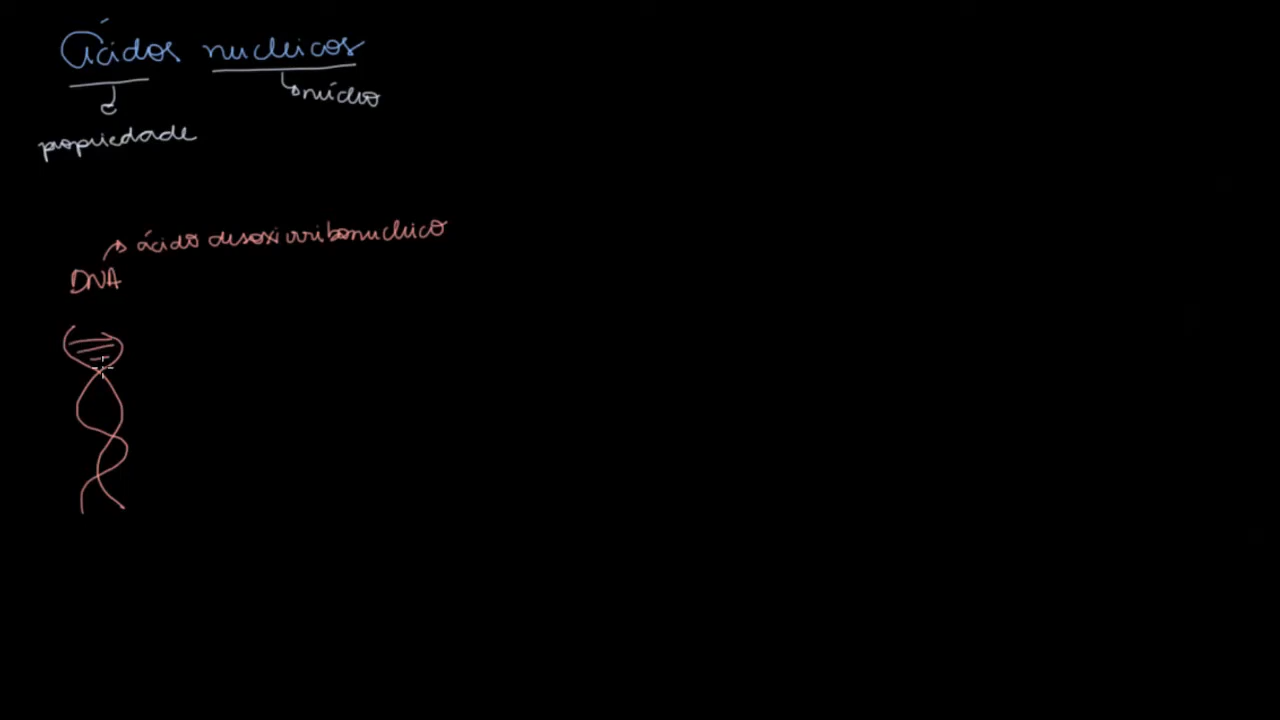 Ácidos nucleicos
núcleo
propriedade
ácido desoxirribonucleico
DNA